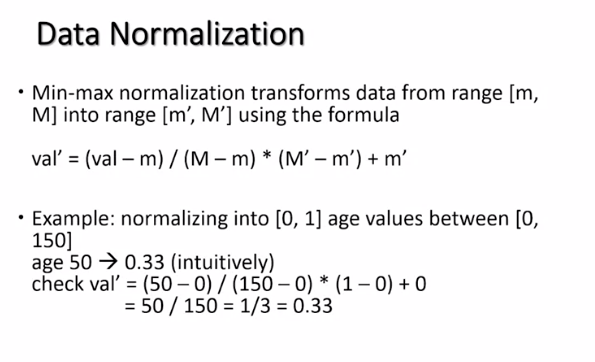 Data Normalization
• Min-max normalization transforms data from range [m,
M] into range [m’, M’] using the formula
val’ = (val – m) / (M – m) * (M’ – m’) + m’
• Example: normalizing into [0, 1] age values between [0,
150]
age 50 → 0.33 (intuitively)
check val’ = (50 – 0) / (150 – 0) * (1 – 0) + 0
= 50 / 150 = 1/3 = 0.33